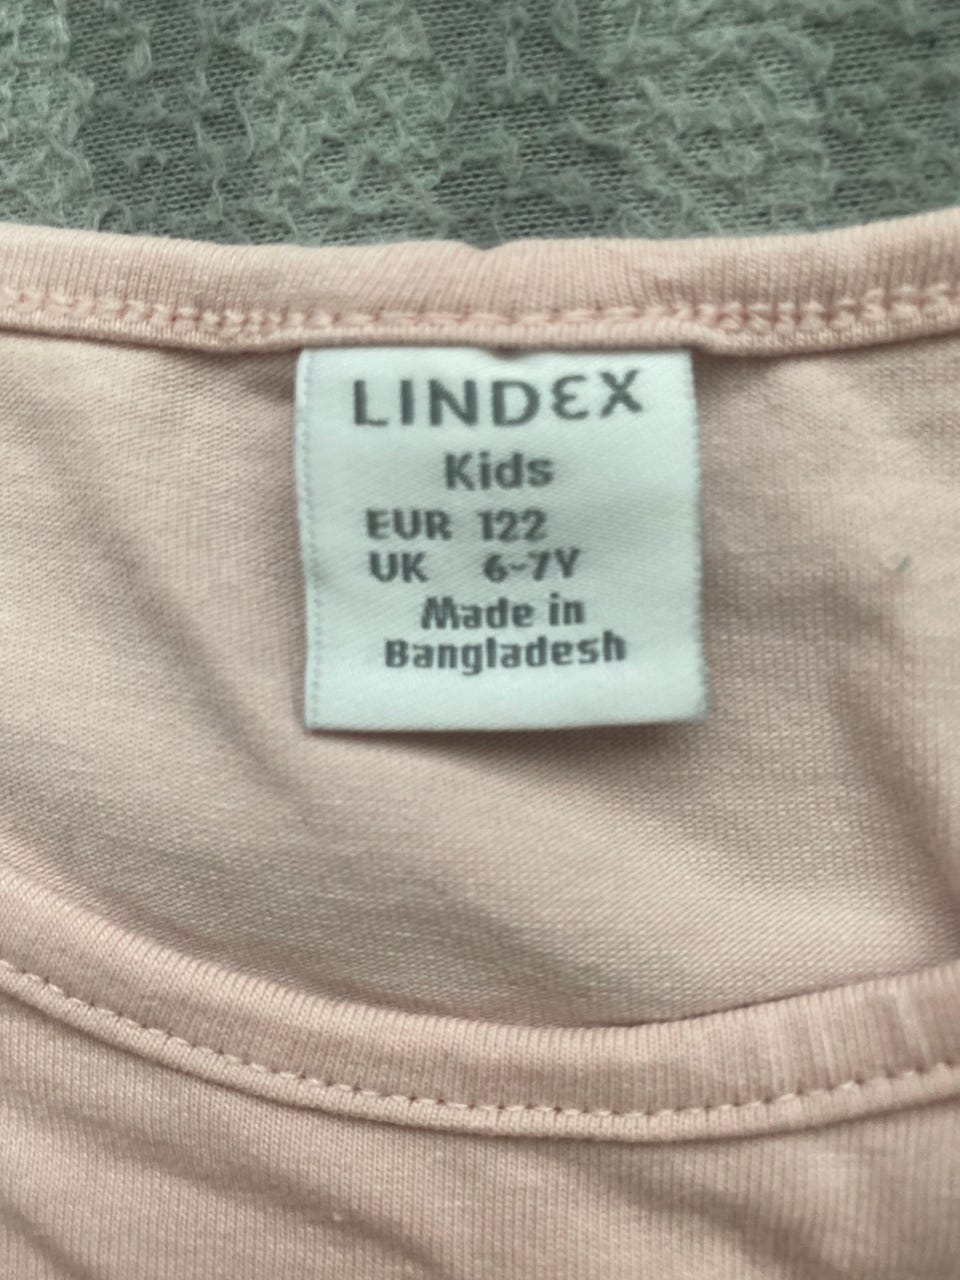 LINDEX
Kids
EUR 122
UK 6-7Y
Made in
Bangladesh